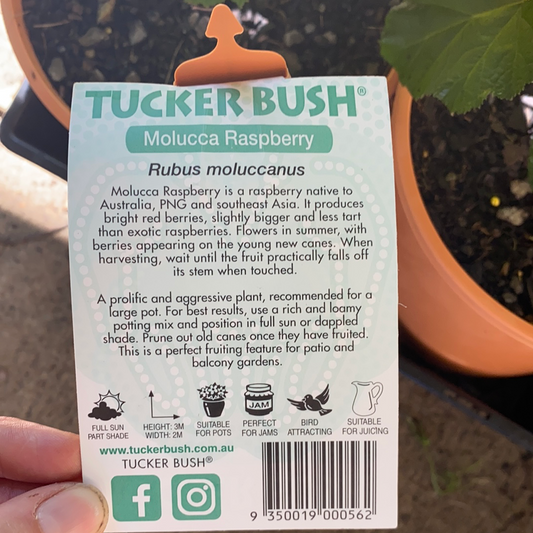 TUCKER BUSH®
Molucca Raspberry
Rubus moluccanus
Molucca Raspberry is a raspberry native to
Australia, PNG and southeast Asia. It produces
bright red berries, slightly bigger and less tart
than exotic raspberries. Flowers in summer, with
berries appearing on the young new canes. When
harvesting, wait until the fruit practically falls off
its stem when touched.
A prolific and aggressive plant, recommended for a
large pot. For best results, use a rich and loamy
potting mix and position in full sun or dappled
shade. Prune out old canes once they have fruited.
This is a perfect fruiting feature for patio and
balcony gardens.
JAM
FULL SUN
PART SHADE
HEIGHT: 3M
WIDTH: 2M
SUITABLE
FOR POTS
PERFECT
FOR JAMS
BIRD
ATTRACTING
SUITABLE
FOR JUICING
www.tuckerbush.com.au
TUCKER BUSH®
9 350019 000562